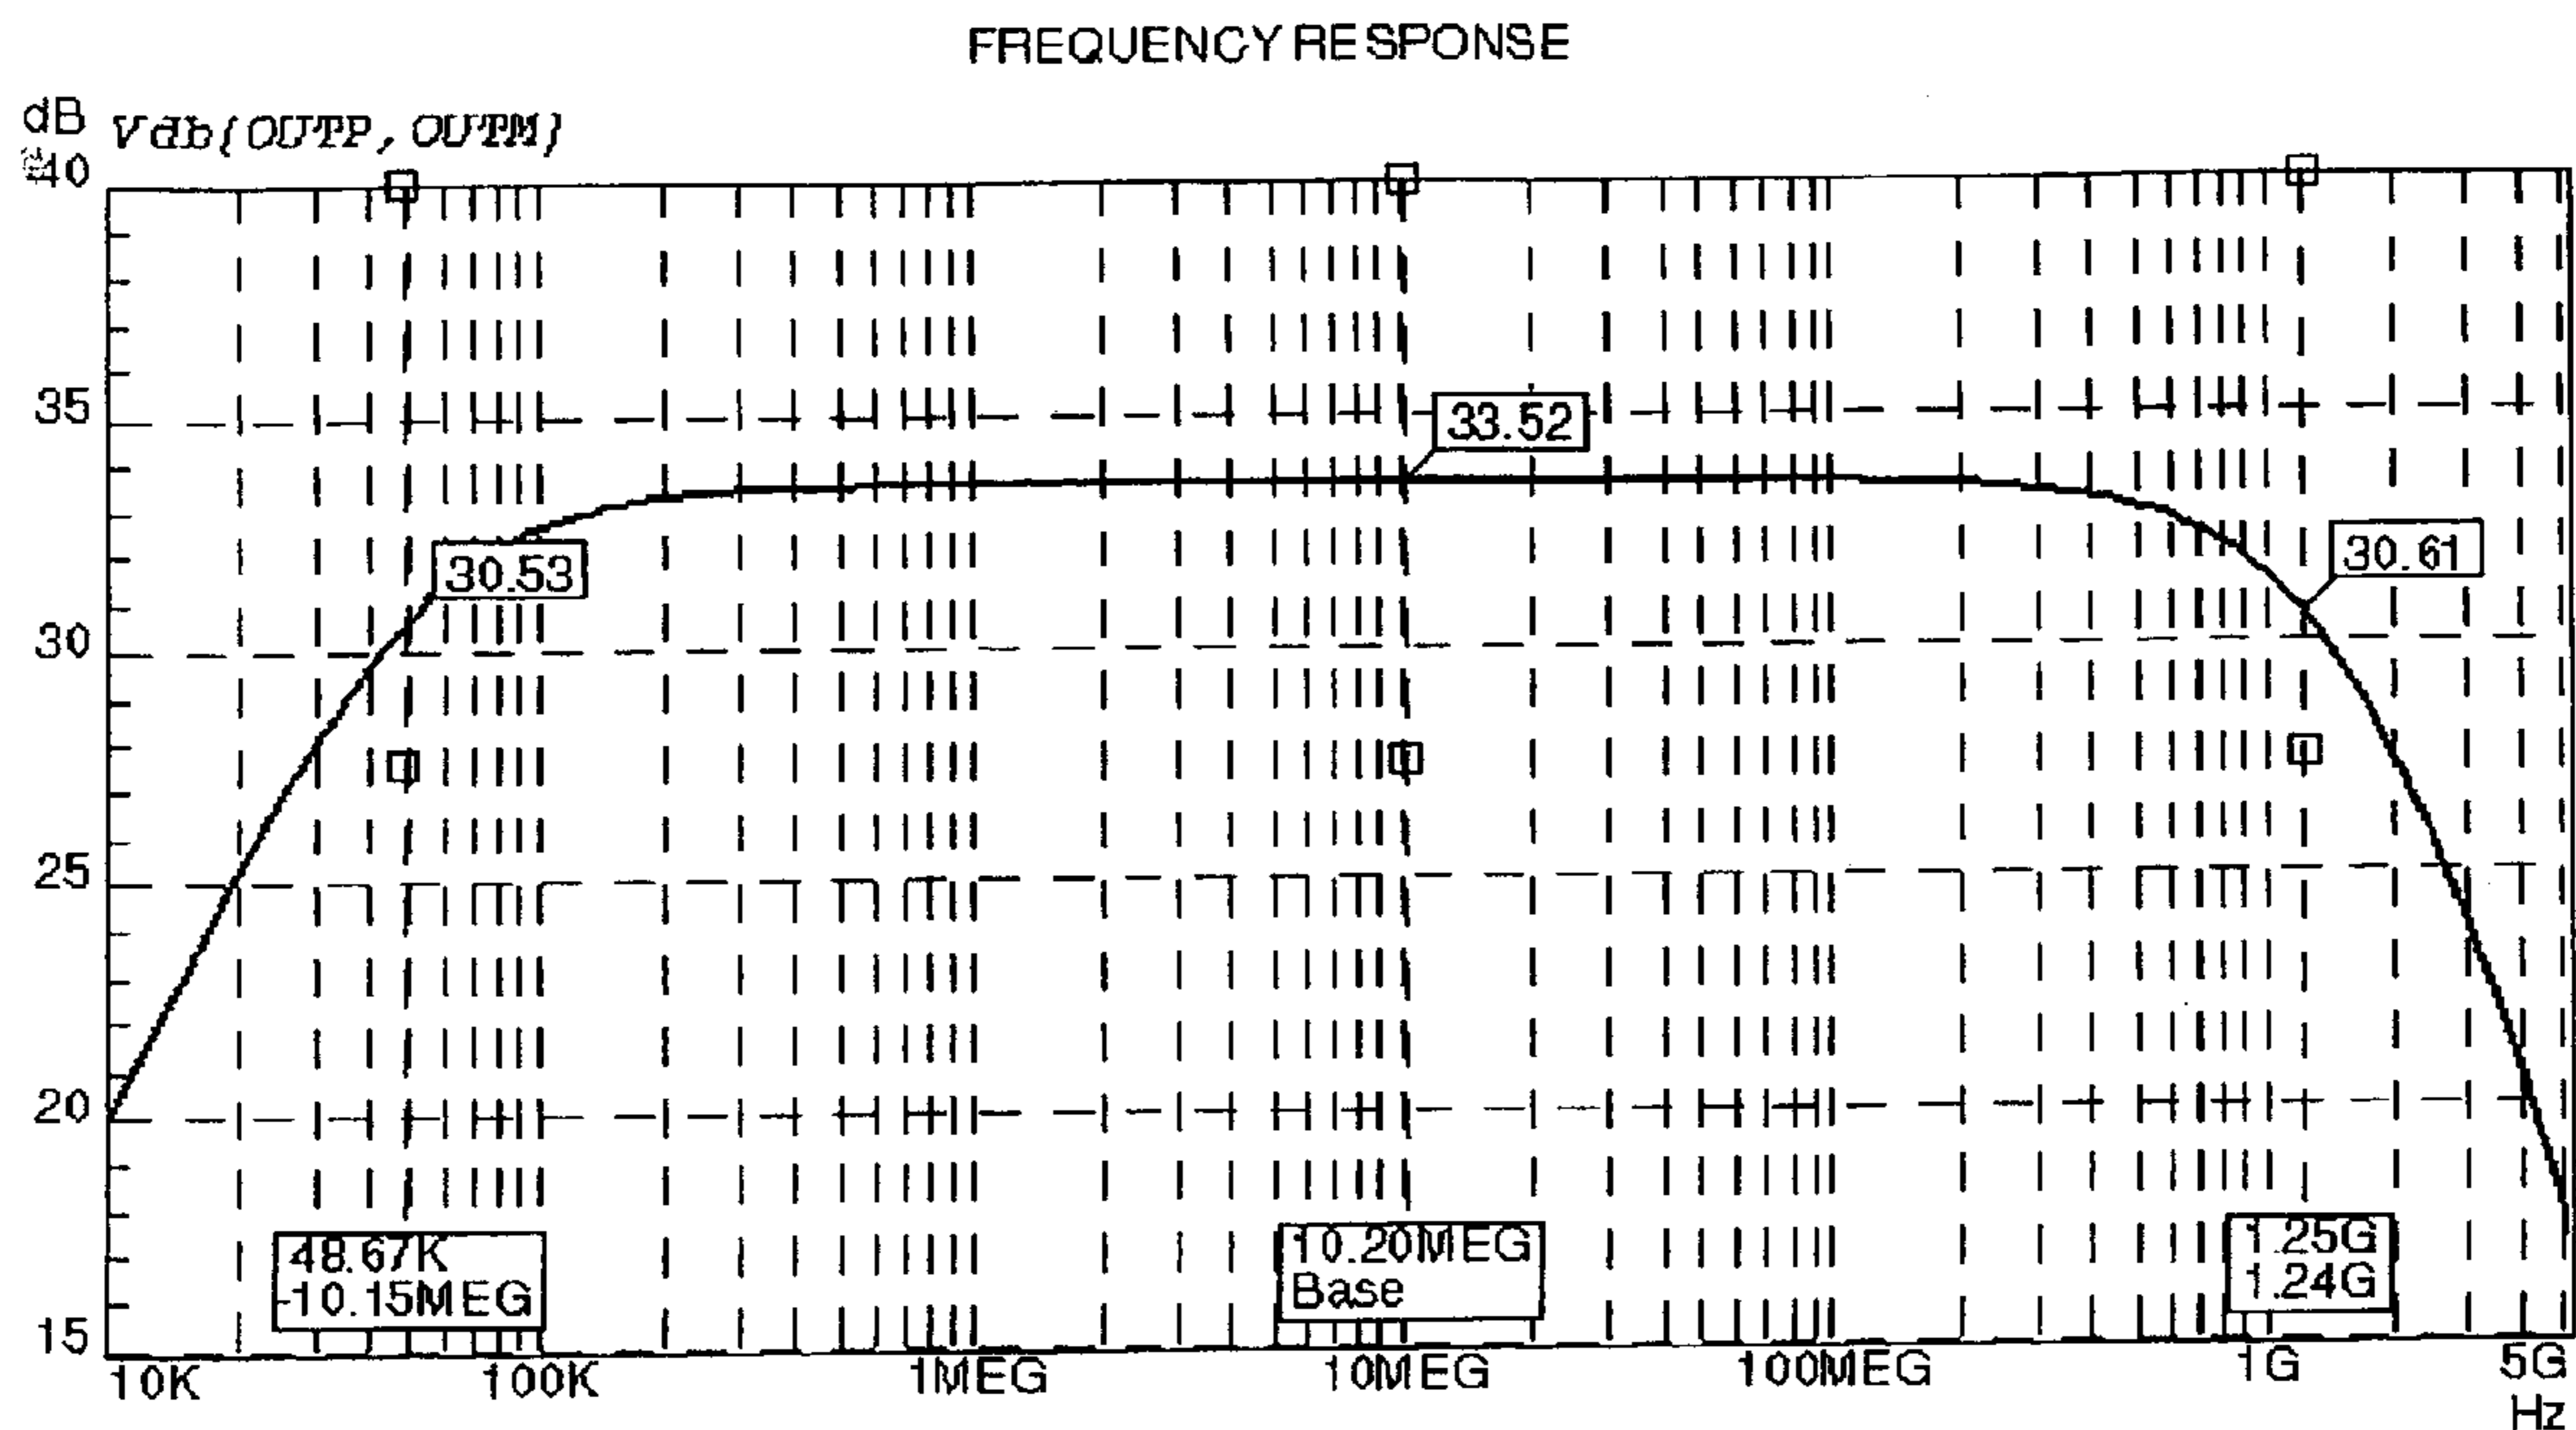 FREQUENCY RESPONSE
dB Vdb{OUTP,OUTM}
40
35
33.52
30.53
30.61
30
25
20
48.67K
-10.15MEG
10.20MEG
Base
1.25G
1.24G
15
10K 100K 1MEG 10MEG 100MEG 1G 5G
Hz